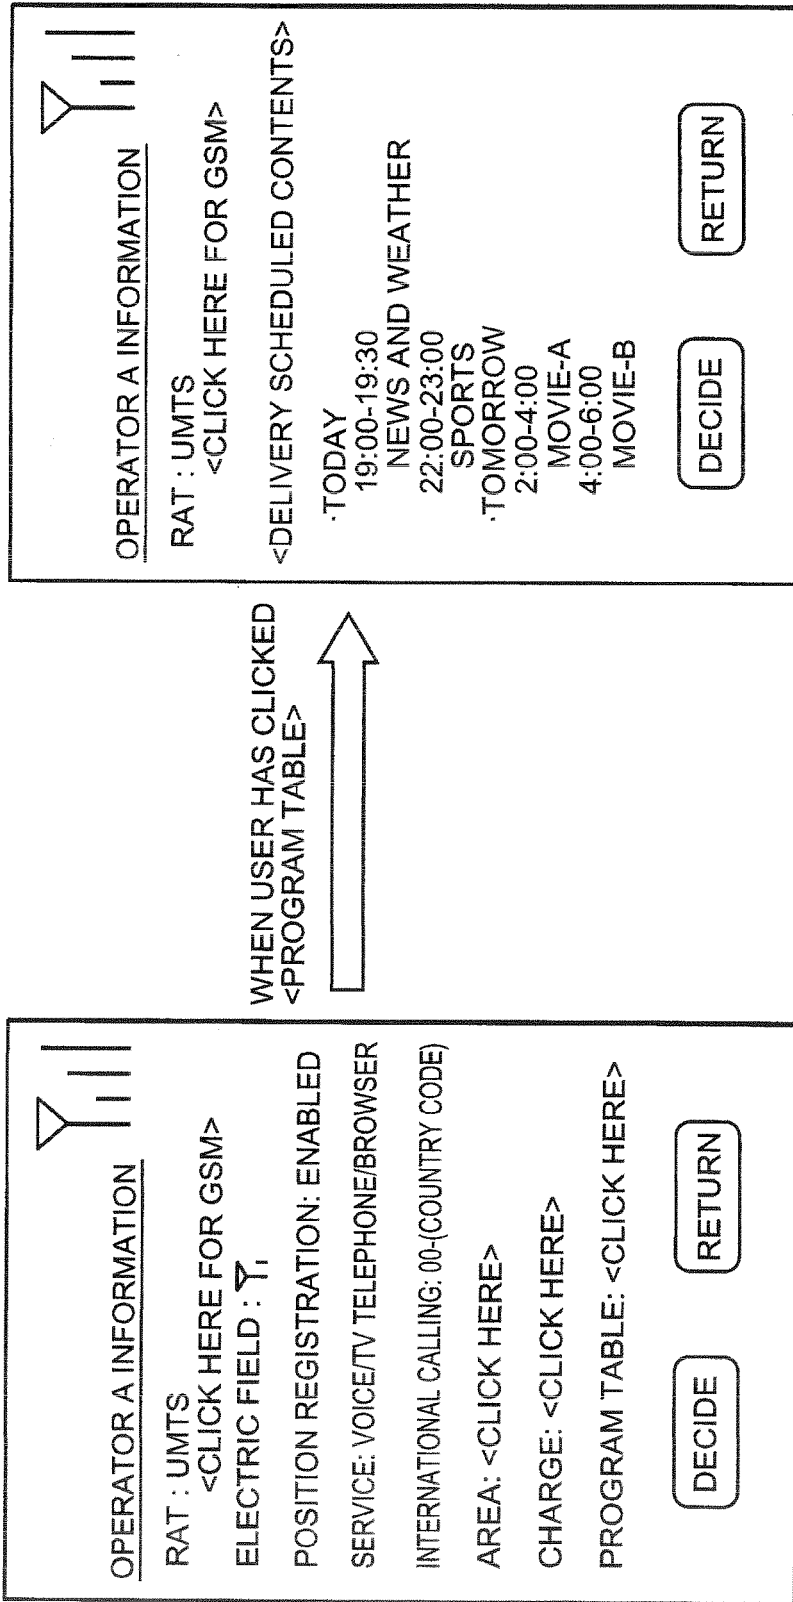 OPERATOR A INFORMATION
RAT : UMTS
<CLICK HERE FOR GSM>
ELECTRIC FIELD :
POSITION REGISTRATION: ENABLED
SERVICE: VOICE/TV TELEPHONE/BROWSER
INTERNATIONAL CALLING: 00-(COUNTRY CODE)
AREA: <CLICK HERE>
CHARGE: <CLICK HERE>
PROGRAM TABLE: <CLICK HERE>
DECIDE
RETURN
WHEN USER HAS CLICKED
<PROGRAM TABLE>
OPERATOR A INFORMATION
RAT : UMTS
<CLICK HERE FOR GSM>
<DELIVERY SCHEDULED CONTENTS>
·TODAY
19:00-19:30
NEWS AND WEATHER
22:00-23:00
SPORTS
·TOMORROW
2:00-4:00
MOVIE-A
4:00-6:00
MOVIE-B
DECIDE
RETURN